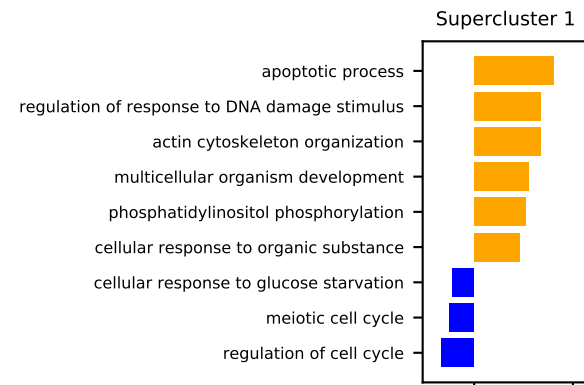 Supercluster 1
apoptotic process
regulation of response to DNA damage stimulus
actin cytoskeleton organization
multicellular organism development
phosphatidylinositol phosphorylation
cellular response to organic substance
cellular response to glucose starvation
meiotic cell cycle
regulation of cell cycle